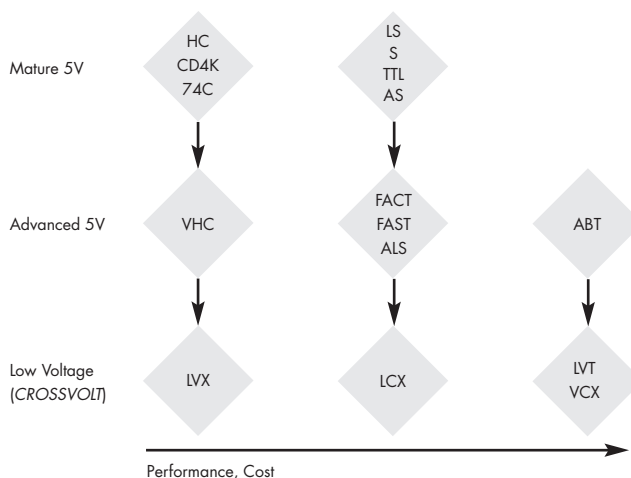 Mature 5V
HC
CD4K
74C
LS
S
TTL
AS
Advanced 5V
VHC
FACT
FAST
ALS
ABT
Low Voltage
(CROSSVOLT)
LVX
LCX
LVT
VCX
Performance, Cost